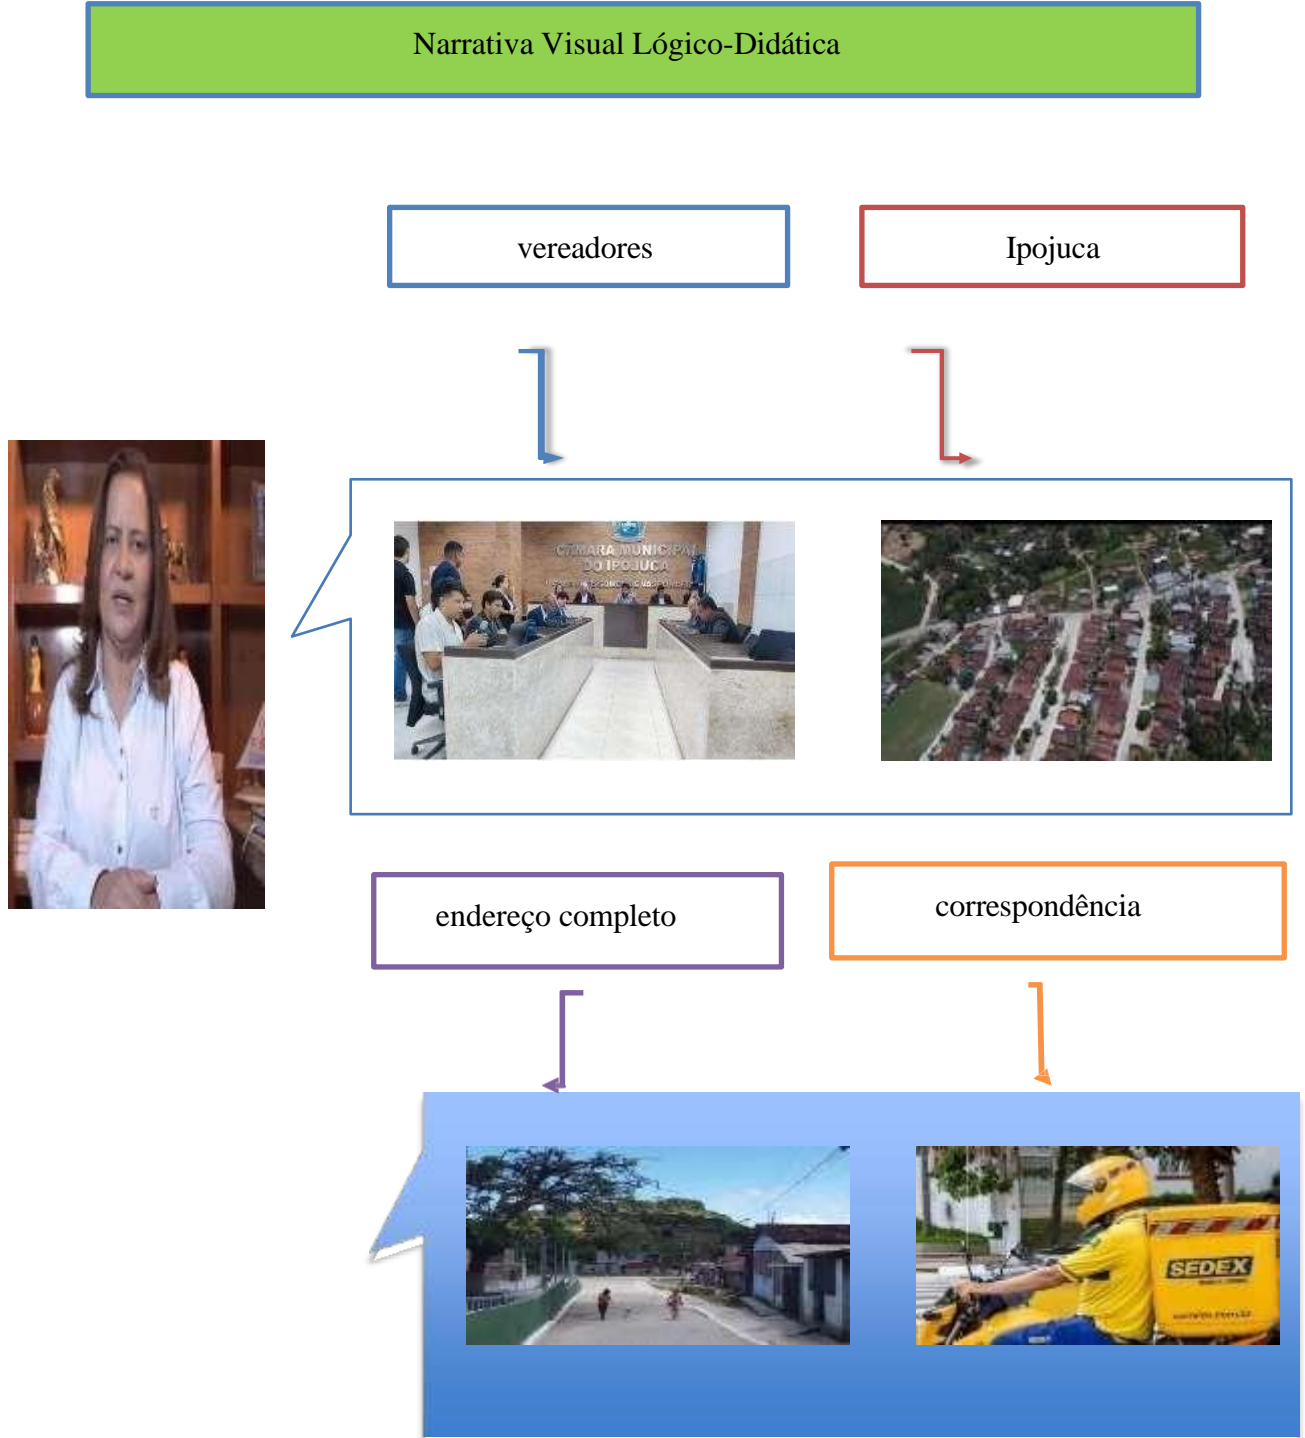 Narrativa Visual Lógico-Didática
vereadores
Ipojuca
CÂMARA MUNICIPAL
DO IPOJUCA
endereço completo
correspondência
SEDEX